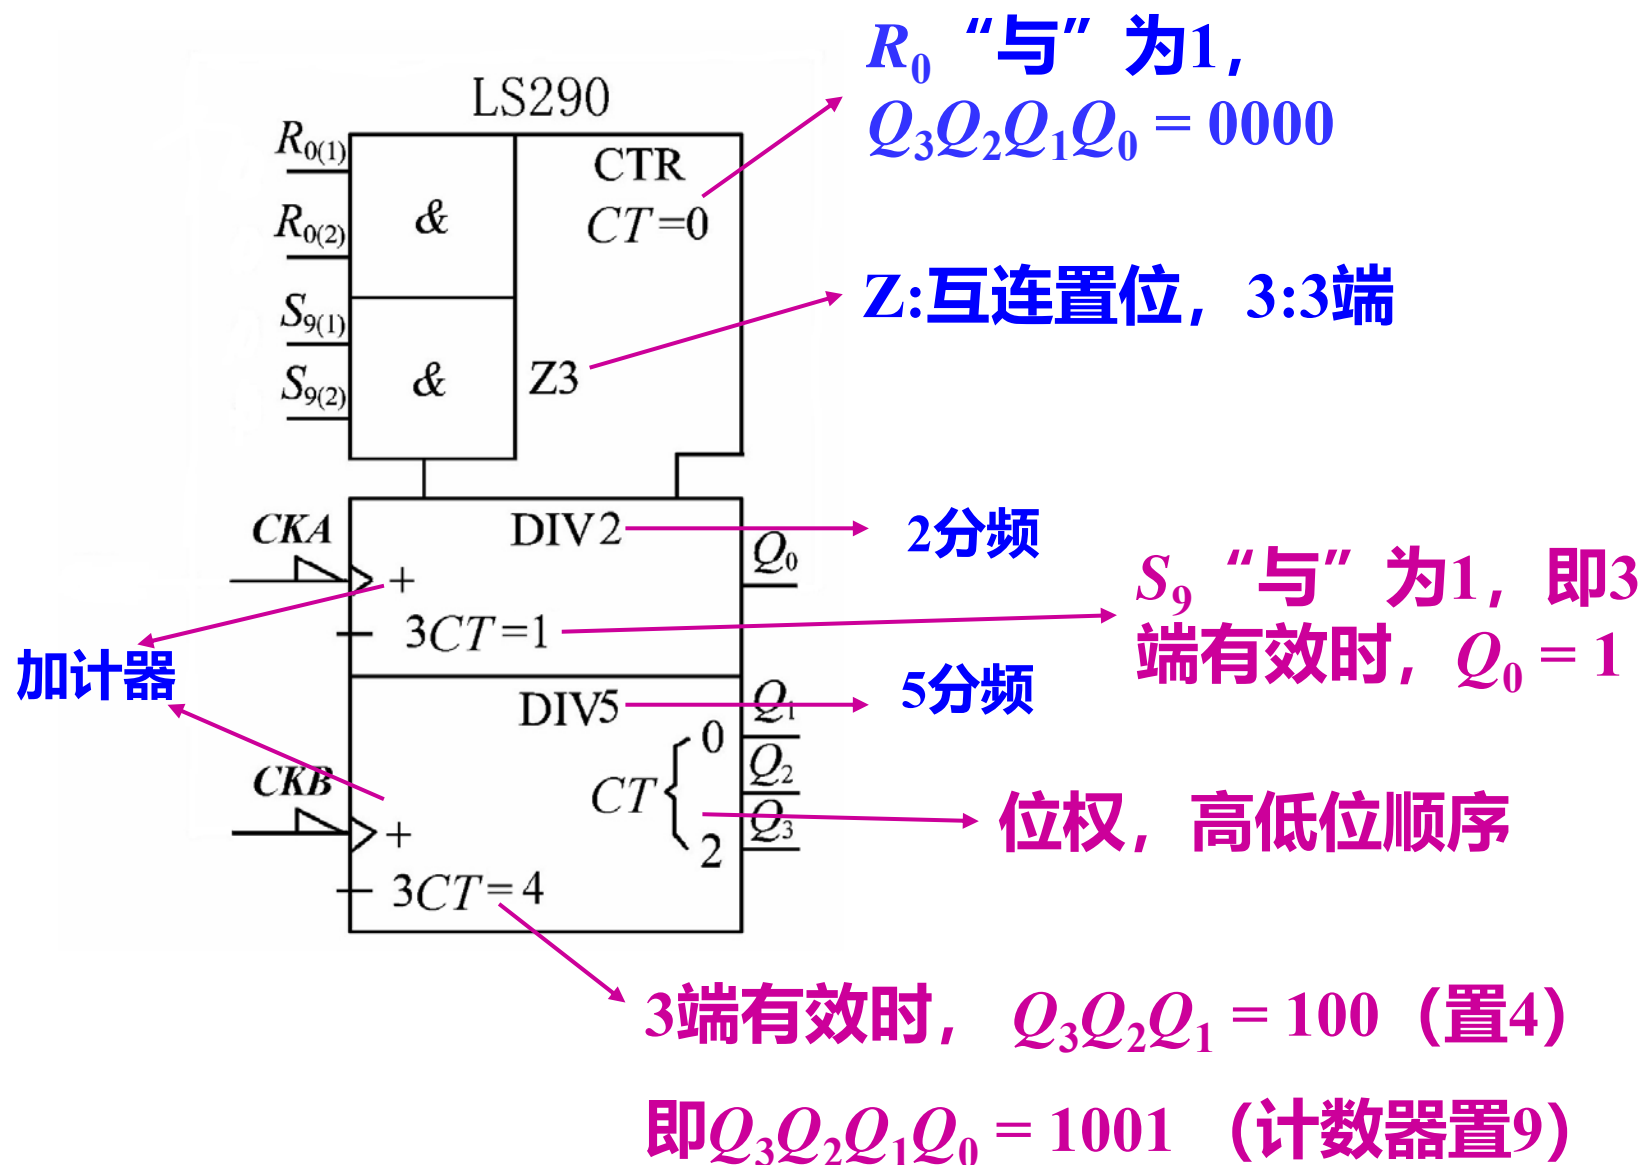 R0 “与”为1，
Q3Q2Q1Q0 = 0000
LS290
R0(1)
CTR
R0(2)
&
CT=0
Z:互连置位，3:3端
S9(1)
S9(2)
&
Z3
CKA
DIV2
2分频
Q0
+
S9 “与”为1，即3
端有效时，Q0 = 1
3CT=1
加计器
DIV5
5分频
Q1
0
Q2
CKB
CT
Q3
位权，高低位顺序
+
2
3CT=4
3端有效时， Q3Q2Q1 = 100（置4）
即Q3Q2Q1Q0 = 1001 （计数器置9）